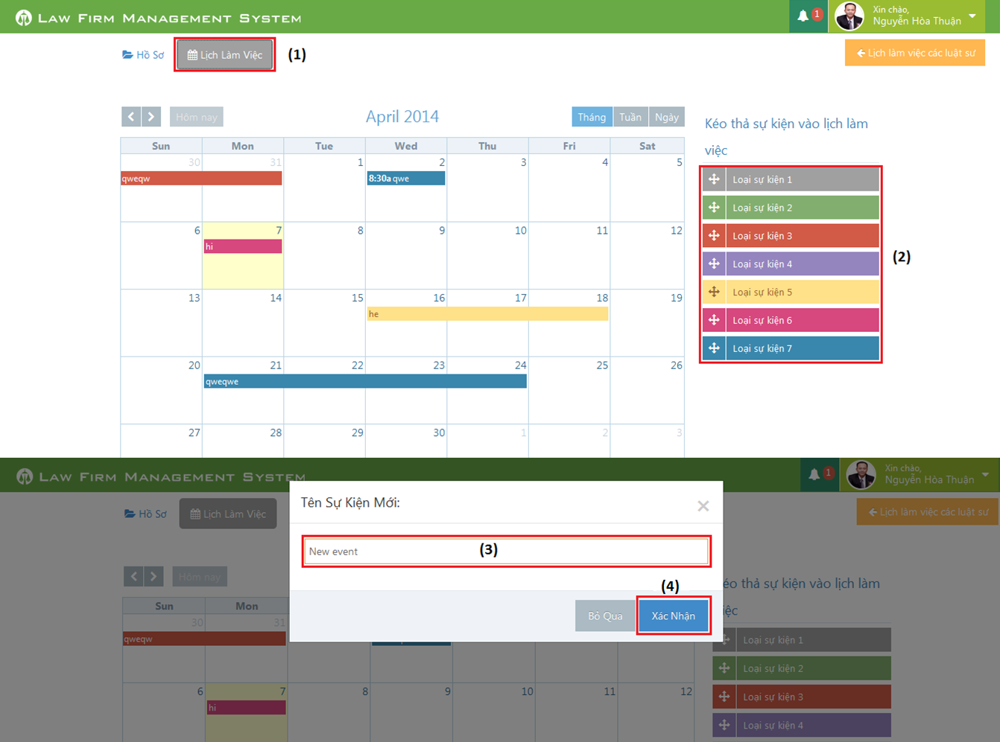 LAW FIRM MANAGEMENT SYSTEM
1
Xin chào,
Nguyễn Hòa Thuận
Hồ Sơ
Lịch Làm Việc
(1)
Lịch làm việc các luật sư
Hôm nay
April 2014
Tháng Tuần Ngày
Kéo thả sự kiện vào lịch làm
việc
Sun Mon Tue Wed Thu Fri Sat
30 31 1 2 3 4 5
qweqw
8:30a qwe
6 7 8 9 10 11 12
hi
13 14 15 16 17 18 19
he
20 21 22 23 24 25 26
qweqwe
27 28 29 30 1 2 3
Loại sự kiện 1
Loại sự kiện 2
Loại sự kiện 3
Loại sự kiện 4
Loại sự kiện 5
Loại sự kiện 6
Loại sự kiện 7
(2)
LAW FIRM MANAGEMENT SYSTEM
1
Xin chào,
Nguyễn Hòa Thuận
Hồ Sơ
Lịch Làm Việc
Lịch làm việc các luật sư
Tên Sự Kiện Mới:
×
New event
(3)
(4)
Bỏ Qua
Xác Nhận
Hôm nay
éo thả sự kiện vào lịch làm
iệc
Sun Mon
30 31
qweqw
6 7 8 9 10 11 12
hi
Loại sự kiện 1
Loại sự kiện 2
Loại sự kiện 3
Loại sự kiện 4